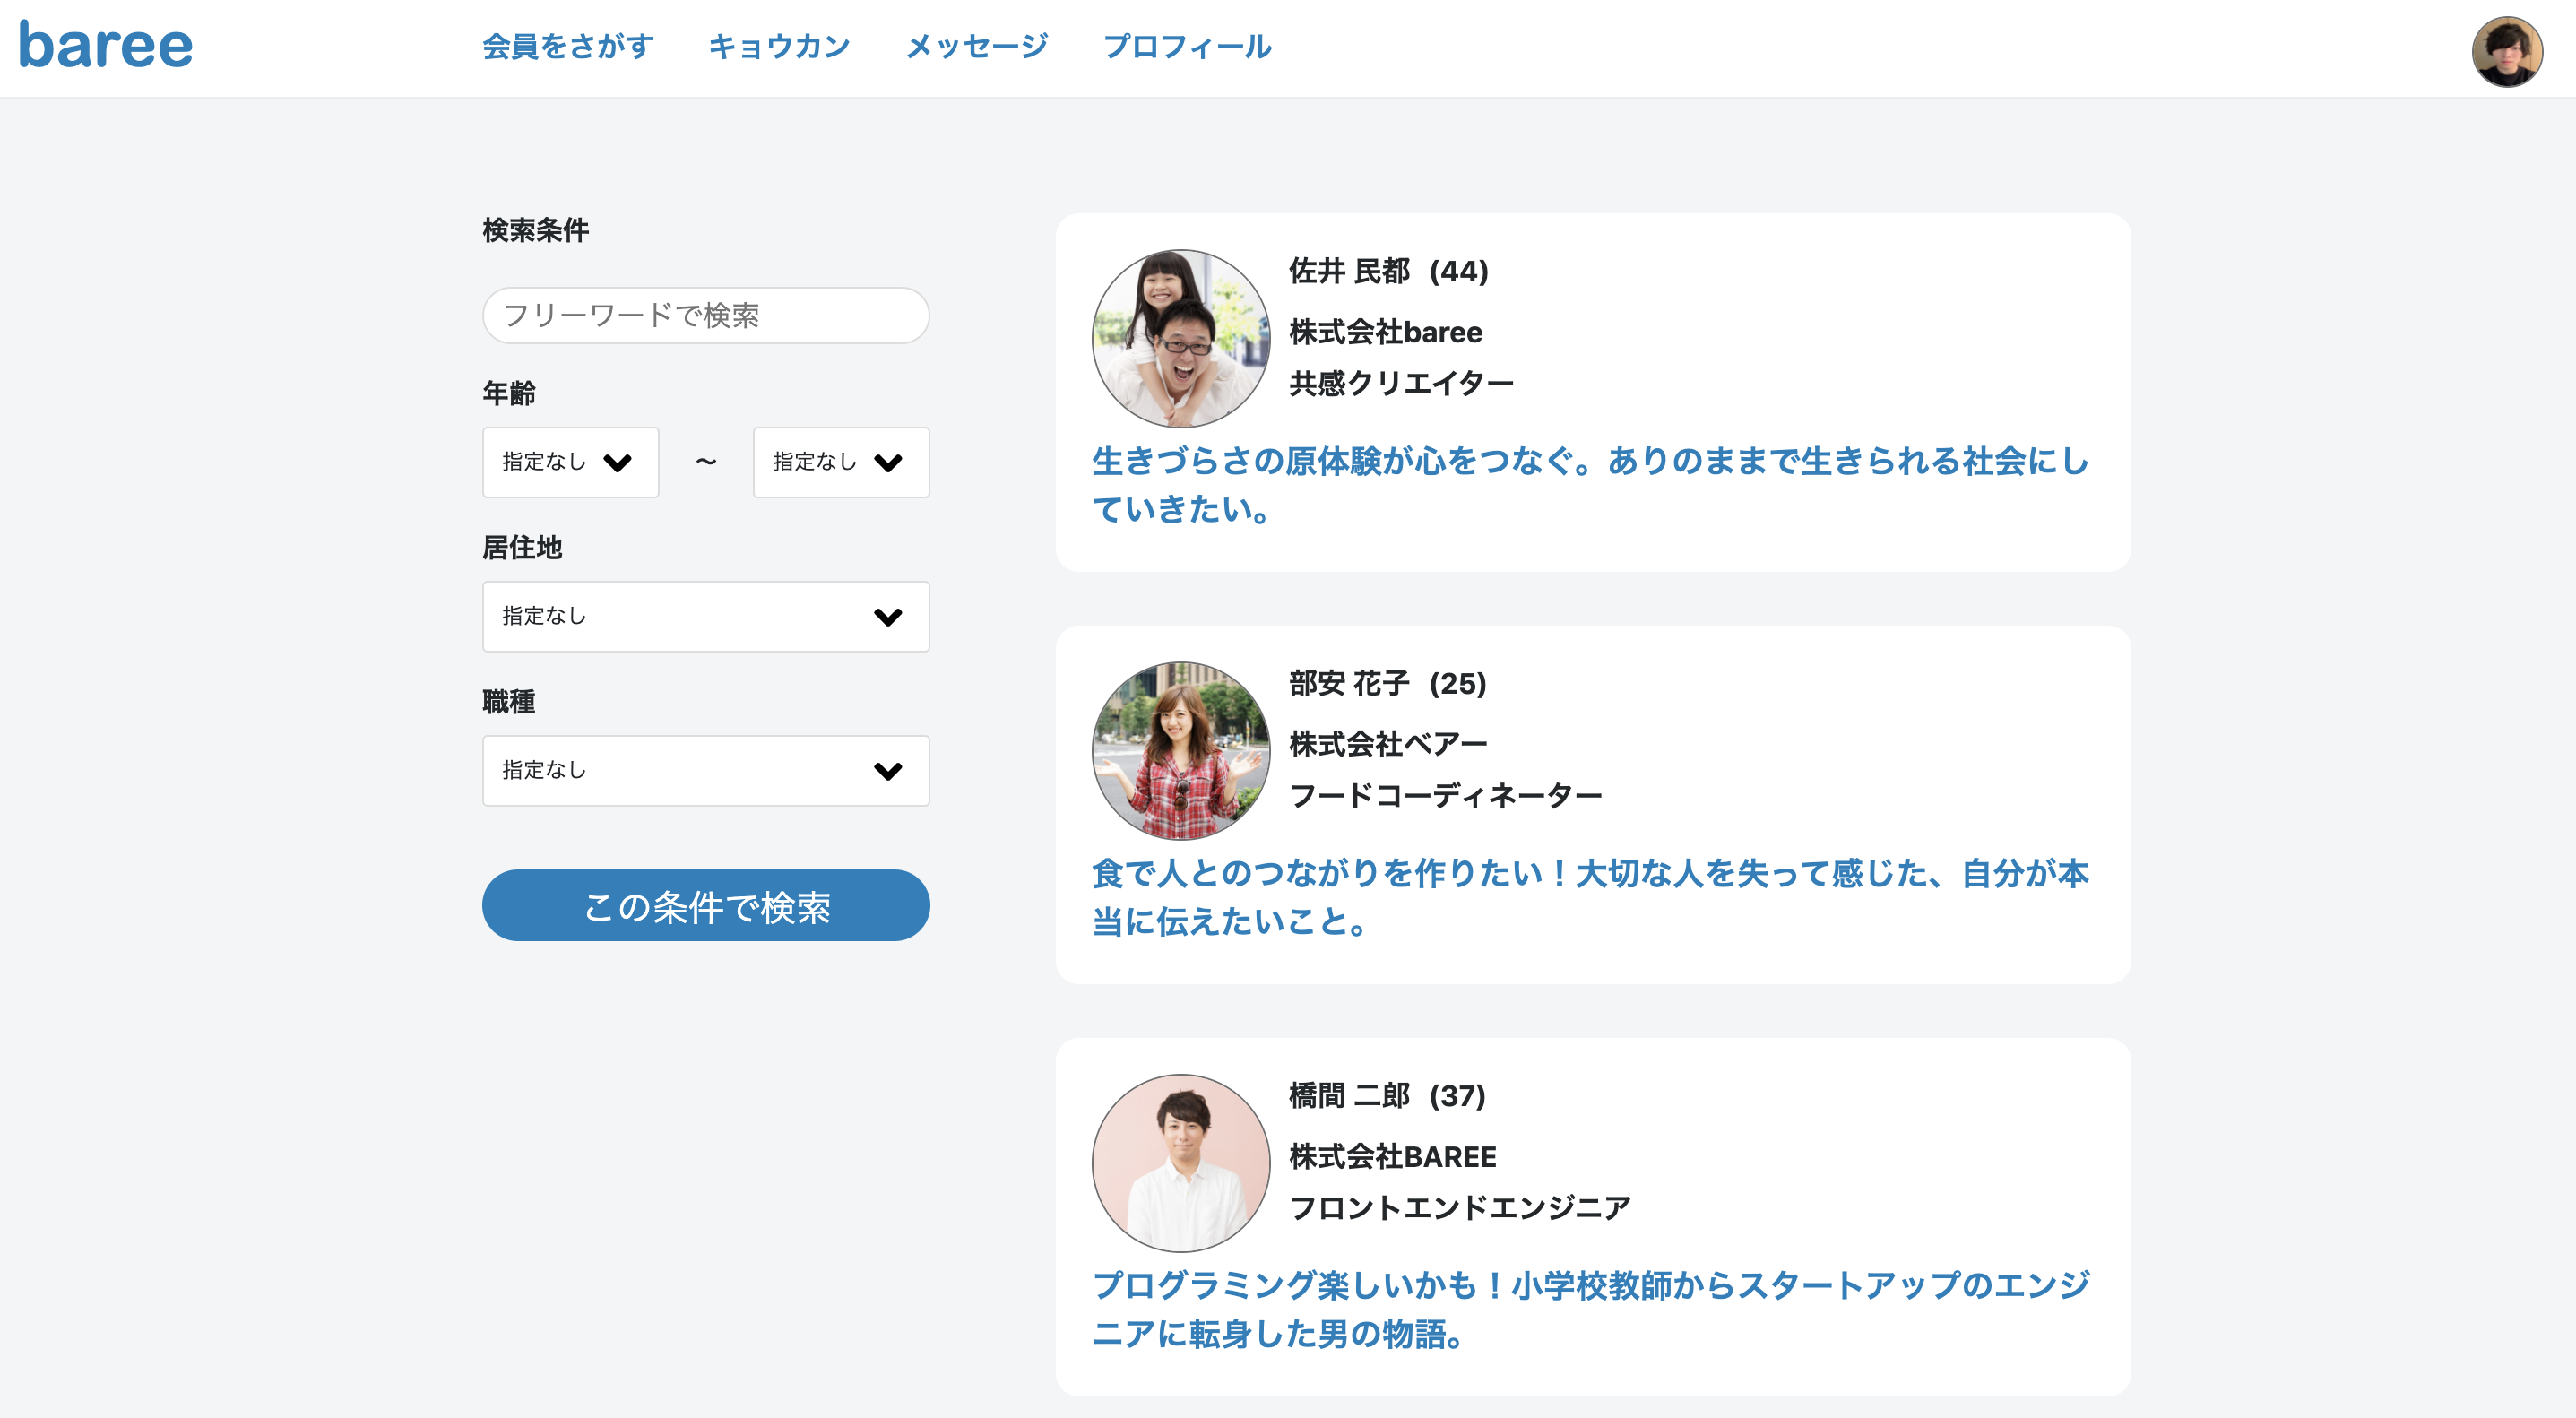 baree
会員をさがす キョウカン メッセージ プロフィール
検索条件
フリーワードで検索
年齢
指定なし 〜 指定なし
居住地
指定なし
職種
指定なし
この条件で検索
佐井 民都 (44)
株式会社baree
共感クリエイター
生きづらさの原体験が心をつなぐ。ありのままで生きられる社会にし
ていきたい。
部安 花子 (25)
株式会社ベアー
フードコーディネーター
食で人とのつながりを作りたい！大切な人を失って感じた、自分が本
当に伝えたいこと。
橋間 二郎 (37)
株式会社BAREE
フロントエンドエンジニア
プログラミング楽しいかも！小学校教師からスタートアップのエンジ
ニアに転身した男の物語。